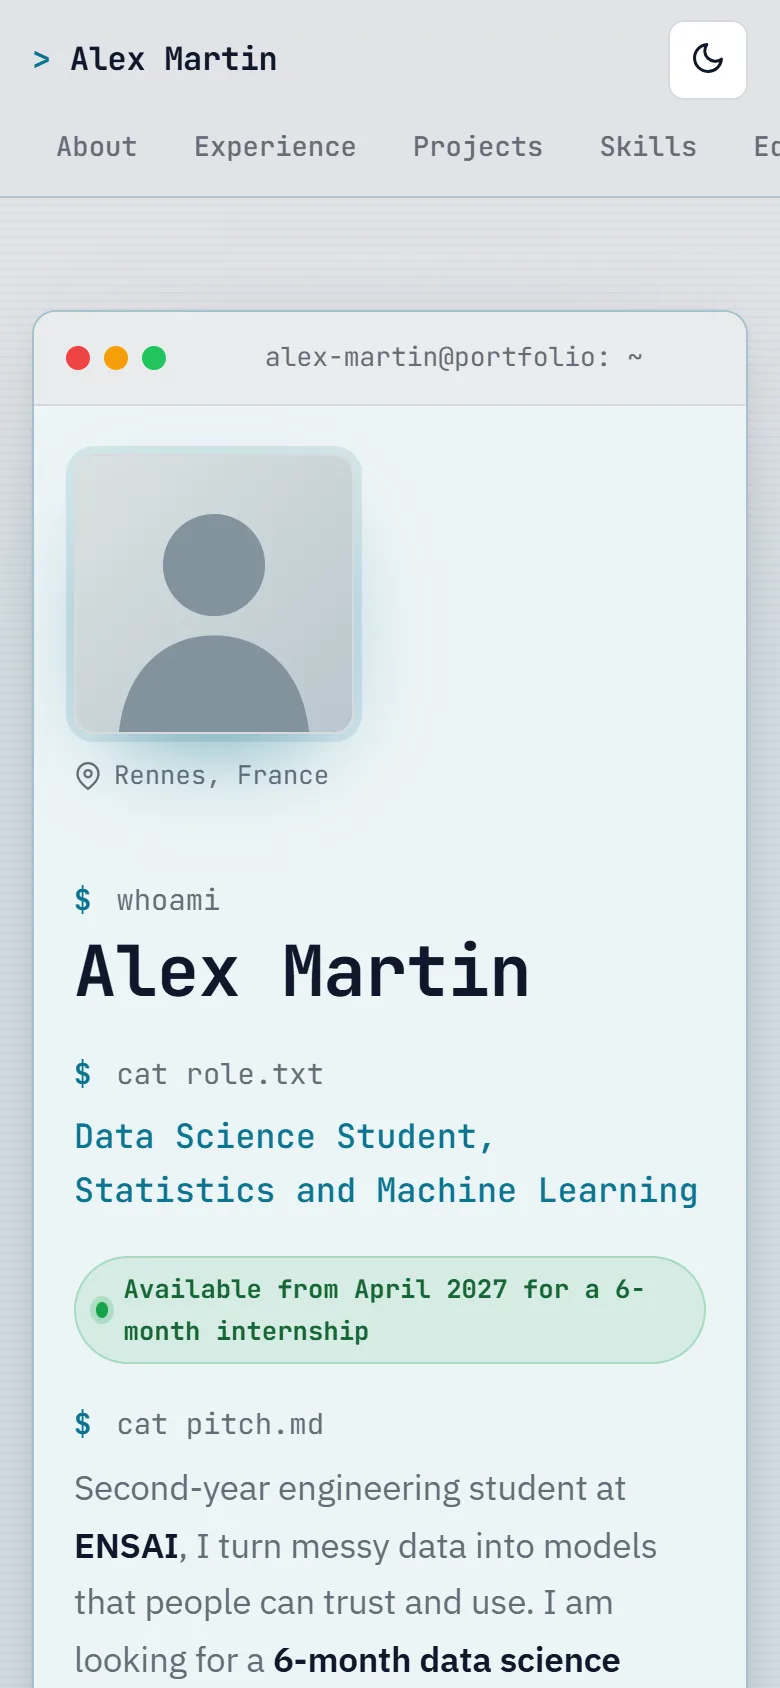 > Alex Martin
About Experience Projects Skills
alex-martin@portfolio: ~
Rennes, France
$ whoami
Alex Martin
$ cat role.txt
Data Science Student,
Statistics and Machine Learning
Available from April 2027 for a 6-
month internship
$ cat pitch.md
Second-year engineering student at
ENSAI, I turn messy data into models
that people can trust and use. I am
looking for a 6-month data science